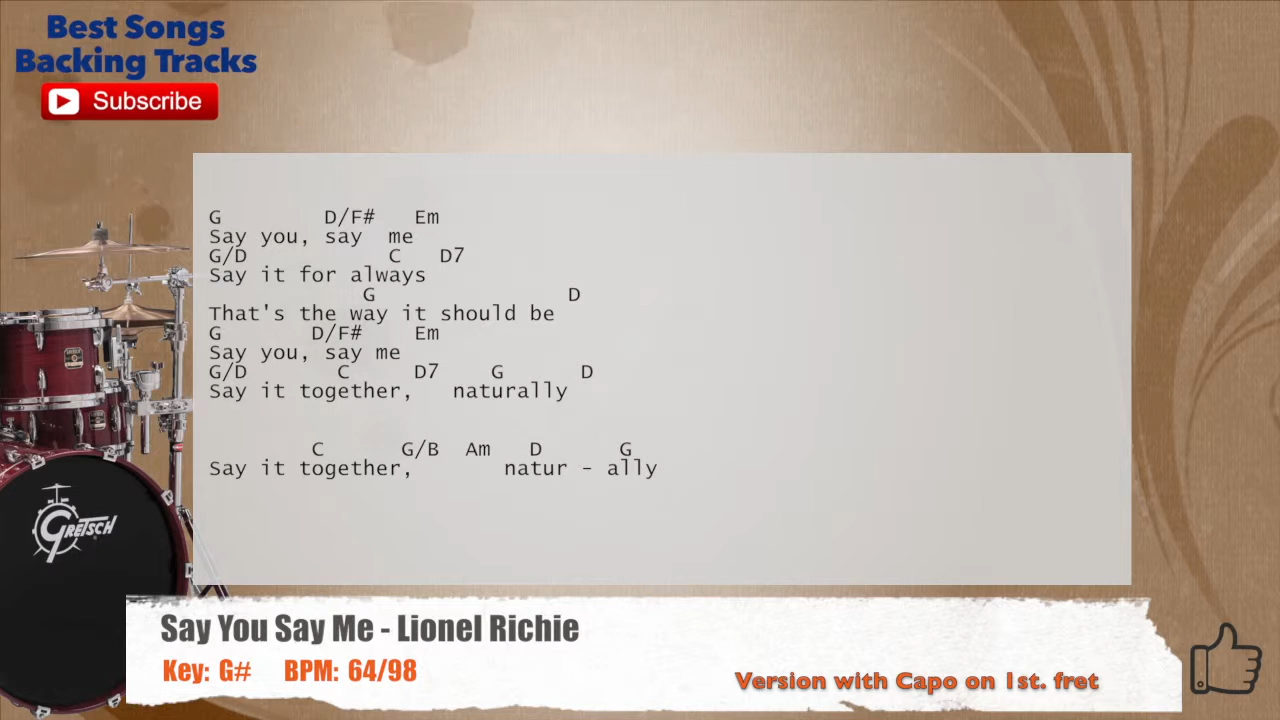 Best Songs
Backing Tracks
Subscribe
G         D/F#   Em
Say you, say  me
G/D           C   D7
Say it for always
            G               D
That's the way it should be
G       D/F#    Em
Say you, say me
G/D       C     D7    G      D
Say it together,   naturally
        C      G/B  Am   D      G
Say it together,       natur - ally
GRETSCH
Say You Say Me - Lionel Richie
Key: G#   BPM: 64/98
Version with Capo on 1st. fret